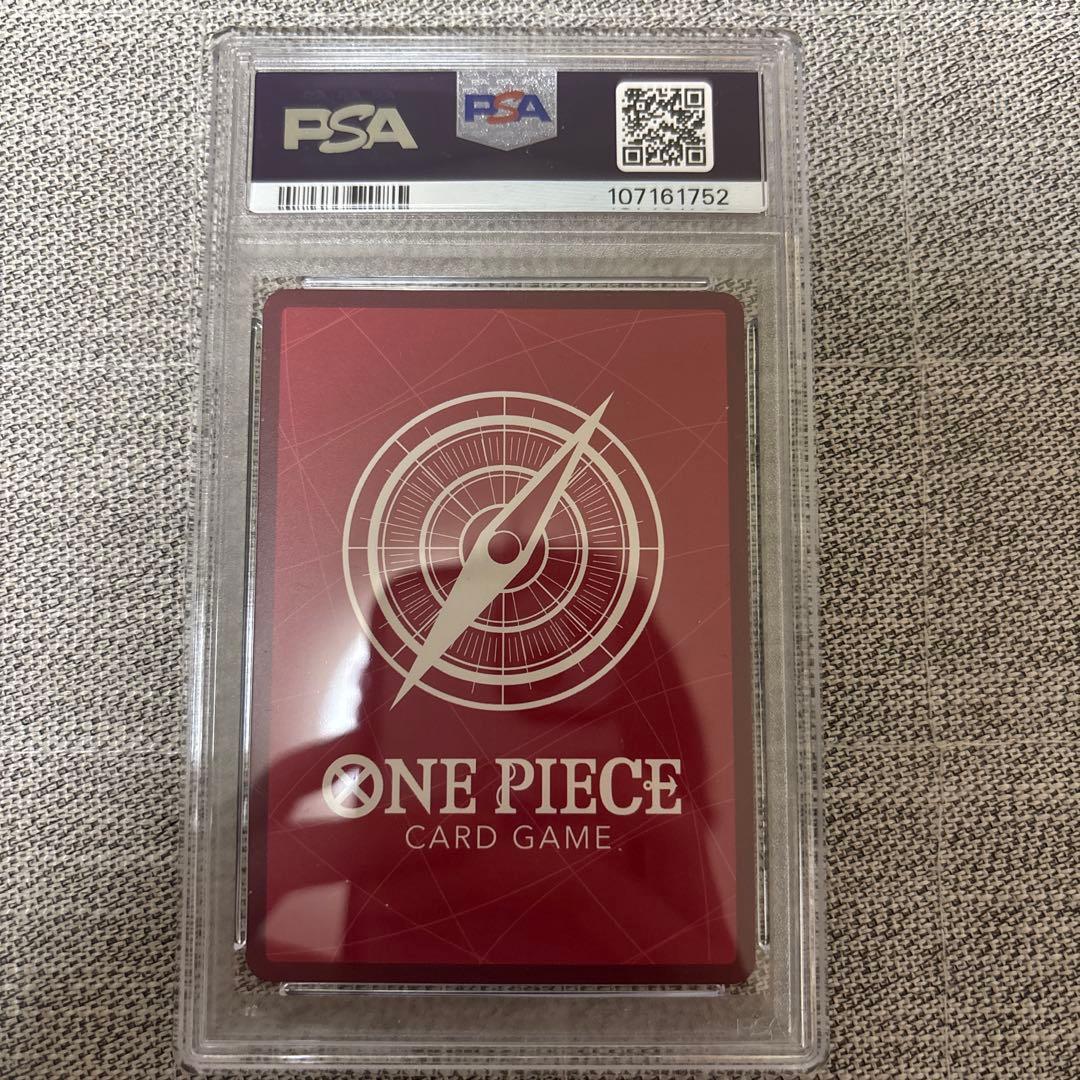 PSA
PSA
107161752
ONE PIECE
CARD GAME